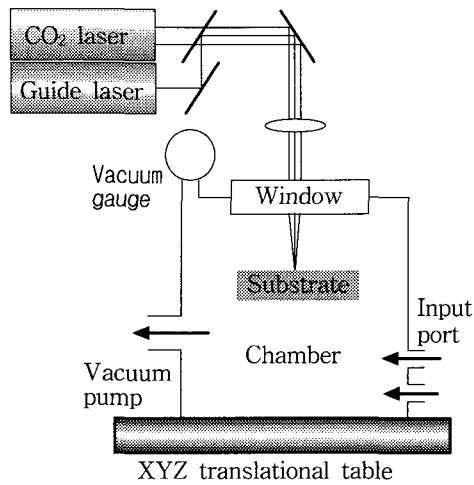 CO₂ laser
Guide laser
Vacuum
gauge
Window
Substrate
Input
port
Chamber
Vacuum
pump
XYZ translational table